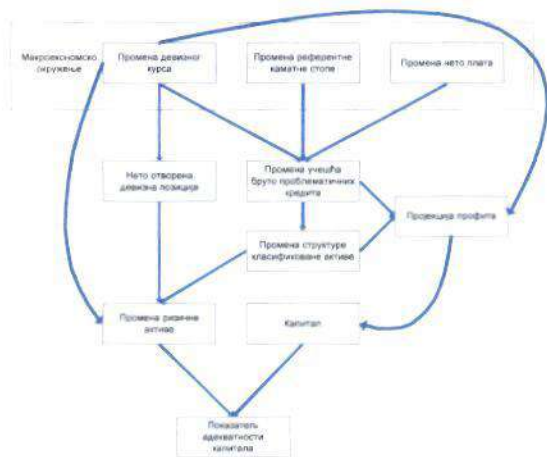 Макроекономско
окружење
Промена девизног
курса
Промена референтне
каматне стопе
Промена нето плата
Нето отворена
девизна позиција
Промена учешћа
бруто проблематичних
кредита
Пројекција профита
Промена структуре
класификоване активе
Промена ризичне
активе
Капитал
Показатељ
адекватности
капитала